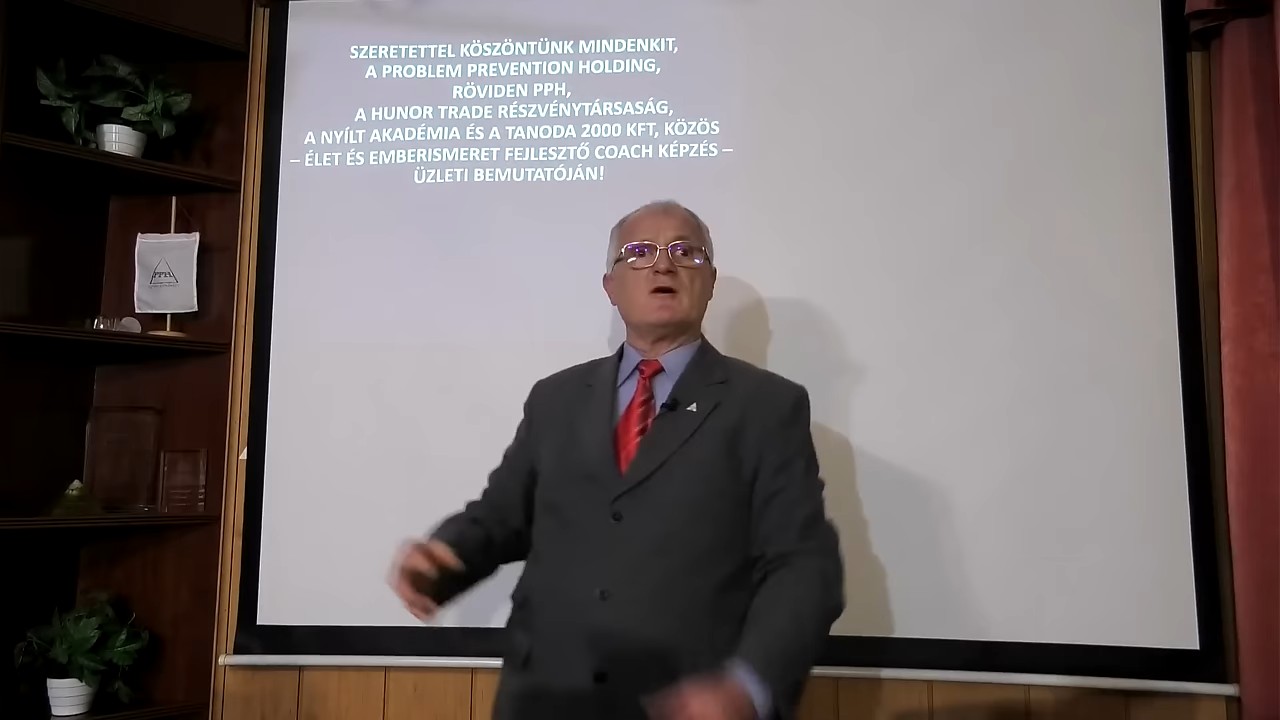 SZERETETTEL KÖSZÖNTÜNK MINDENKIT,
A PROBLEM PREVENTION HOLDING,
RÖVIDEN PPH,
A HUNOR TRADE RÉSZVÉNYTÁRSASÁG,
A NYÍLT AKADÉMIA ÉS A TANODA 2000 KFT, KÖZÖS
– ÉLET ÉS EMBERISMERET FEJLESZTŐ COACH KÉPZÉS –
ÜZLETI BEMUTATÓJÁN!
PPH